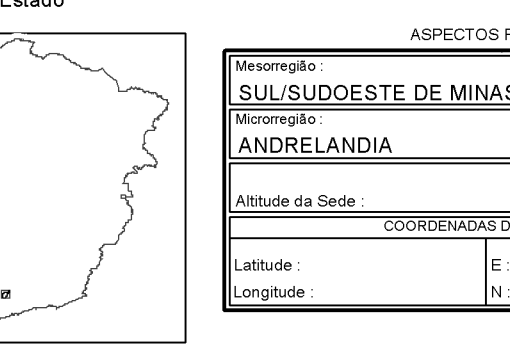 Estado
ASPECTOS F
Mesorregião :
SUL/SUDOESTE DE MINAS
Microrregião :
ANDRELANDIA
Altitude da Sede :
COORDENADAS D
Latitude :
E :
Longitude :
N :